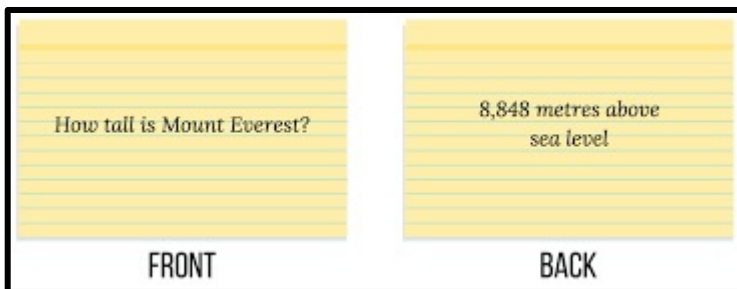 How tall is Mount Everest?
8,848 metres above
sea level
FRONT
BACK